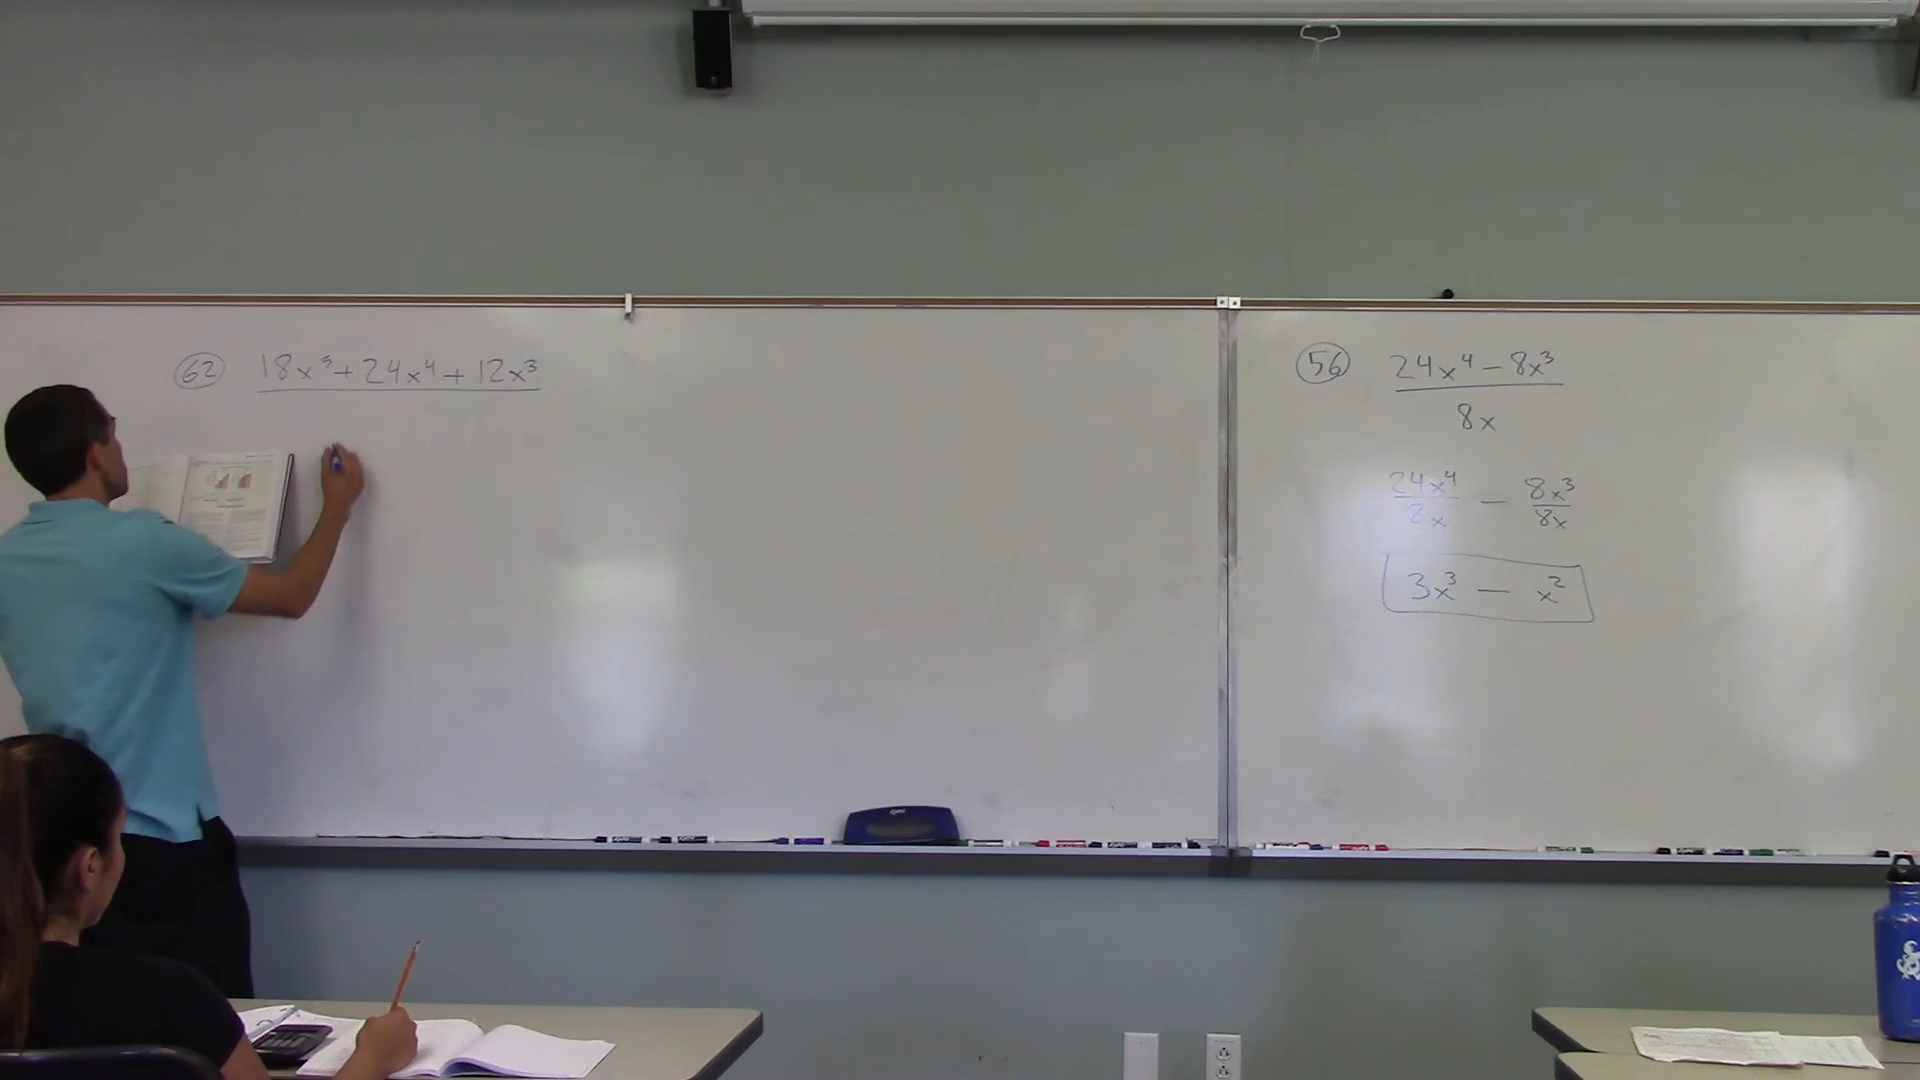 62 18x⁵ + 24x⁴ + 12x³
56 24x⁴ - 8x³
8x
24x⁴ - 8x³
8x 8x
3x³ - x²